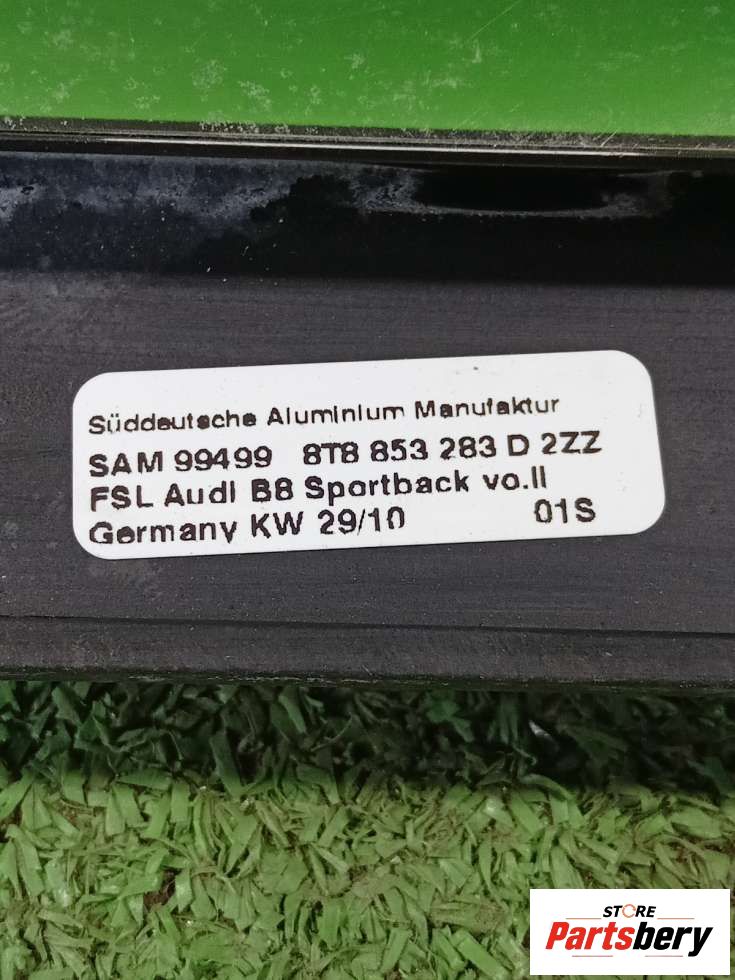 Süddeutsche Aluminium Manufaktur
SAM 99499 8T8 853 283 D 2ZZ
FSL Audi B8 Sportback vo.li
Germany KW 29/10 01S
STORE
Partsbery